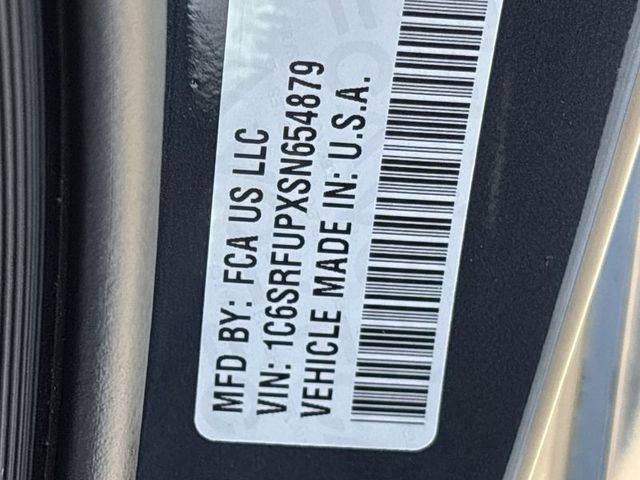 MFD BY: FCA US LLC
VIN: 1C6SRFUPXSN654879
VEHICLE MADE IN: U.S.A.